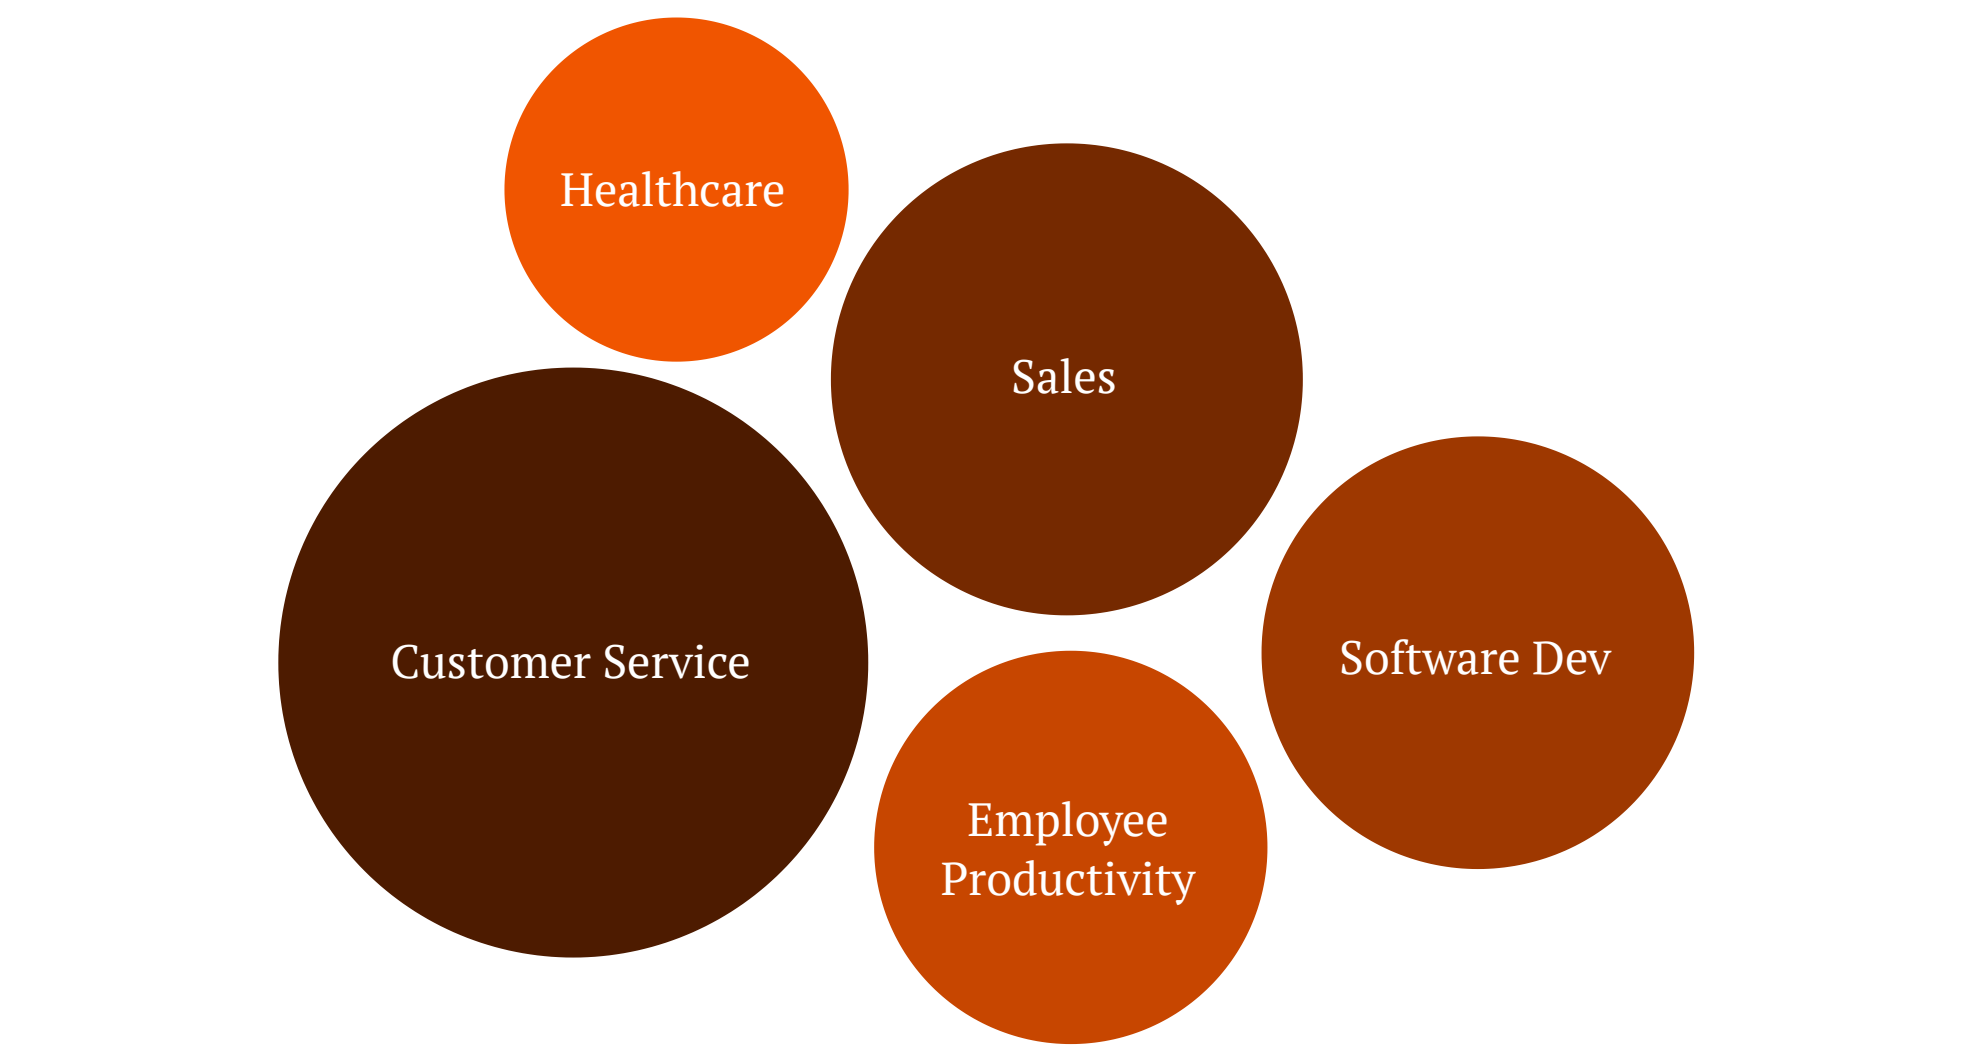 Healthcare
Sales
Customer Service
Software Dev
Employee
Productivity